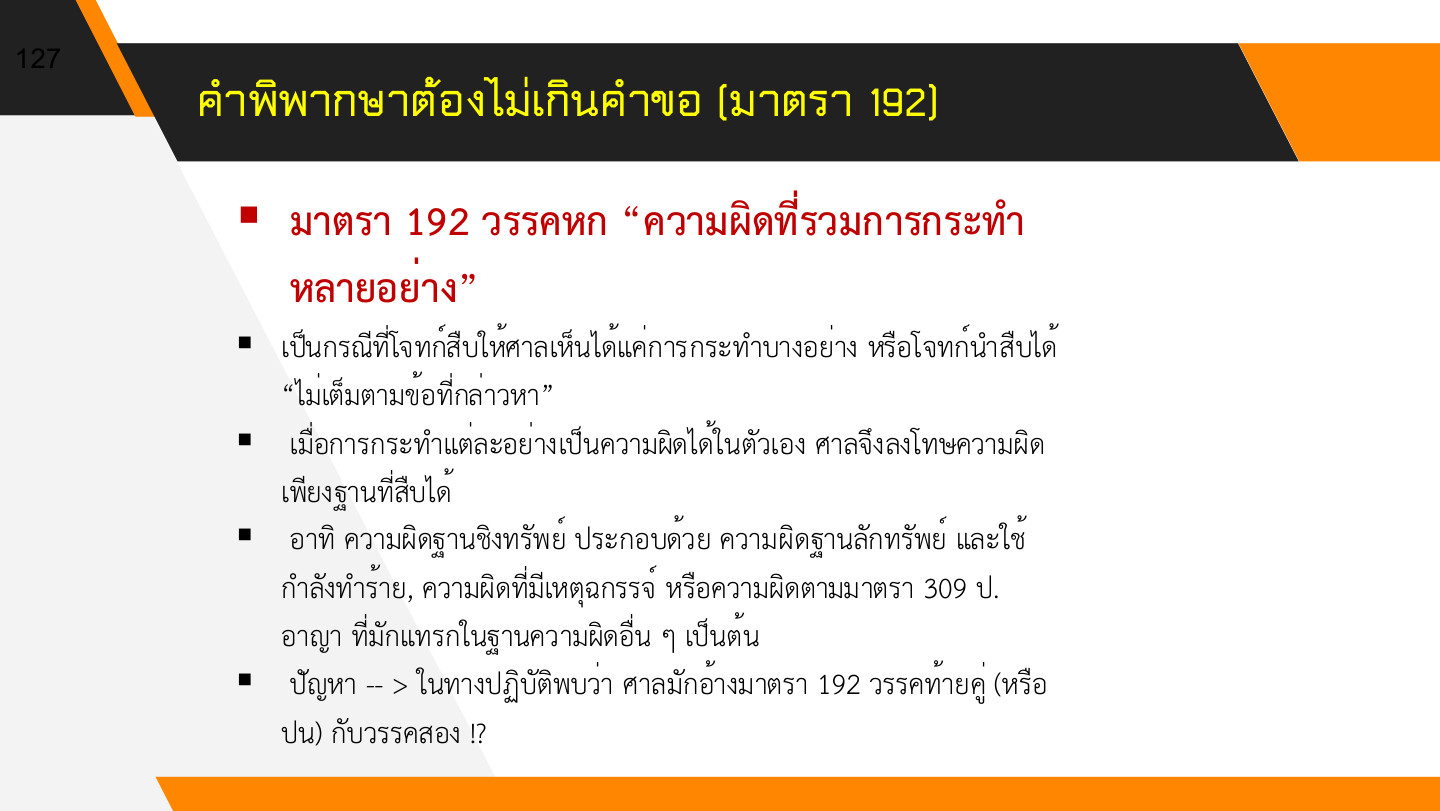 127
คำพิพากษาต้องไม่เกินคำขอ (มาตรา 192)
▪ มาตรา 192 วรรคหก “ความผิดที่รวมการกระทำ
หลายอย่าง”
▪ เป็นกรณีที่โจทก์สืบให้ศาลเห็นได้แค่การกระทำบางอย่าง หรือโจทก์นำสืบได้
“ไม่เต็มตามข้อที่กล่าวหา”
▪ เมื่อการกระทำแต่ละอย่างเป็นความผิดได้ในตัวเอง ศาลจึงลงโทษความผิด
เพียงฐานที่สืบได้
▪ อาทิ ความผิดฐานชิงทรัพย์ ประกอบด้วย ความผิดฐานลักทรัพย์ และใช้
กำลังทำร้าย, ความผิดที่มีเหตุฉกรรจ์ หรือความผิดตามมาตรา 309 ป.
อาญา ที่มักแทรกในฐานความผิดอื่น ๆ เป็นต้น
▪ ปัญหา -- > ในทางปฏิบัติพบว่า ศาลมักอ้างมาตรา 192 วรรคท้ายคู่ (หรือ
ปน) กับวรรคสอง !?